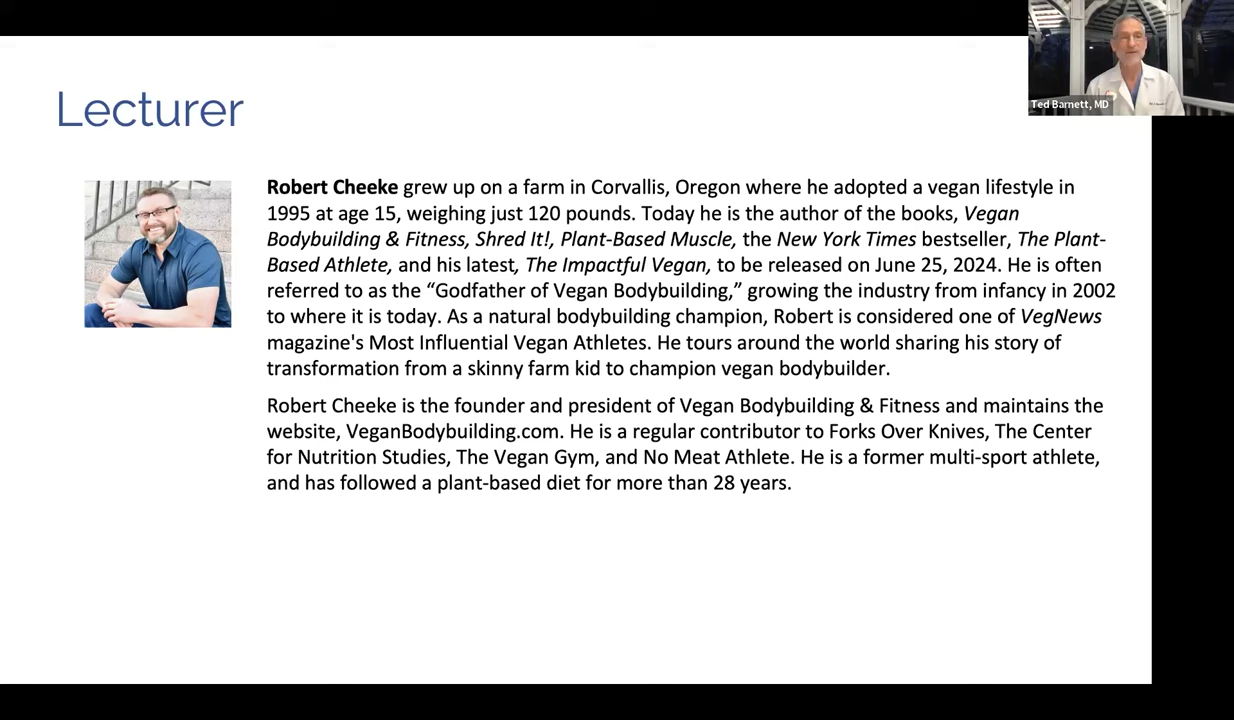 Lecturer
Ted Barnett, MD
Robert Cheeke grew up on a farm in Corvallis, Oregon where he adopted a vegan lifestyle in
1995 at age 15, weighing just 120 pounds. Today he is the author of the books, Vegan
Bodybuilding & Fitness, Shred It!, Plant-Based Muscle, the New York Times bestseller, The Plant-
Based Athlete, and his latest, The Impactful Vegan, to be released on June 25, 2024. He is often
referred to as the “Godfather of Vegan Bodybuilding,” growing the industry from infancy in 2002
to where it is today. As a natural bodybuilding champion, Robert is considered one of VegNews
magazine's Most Influential Vegan Athletes. He tours around the world sharing his story of
transformation from a skinny farm kid to champion vegan bodybuilder.
Robert Cheeke is the founder and president of Vegan Bodybuilding & Fitness and maintains the
website, VeganBodybuilding.com. He is a regular contributor to Forks Over Knives, The Center
for Nutrition Studies, The Vegan Gym, and No Meat Athlete. He is a former multi-sport athlete,
and has followed a plant-based diet for more than 28 years.